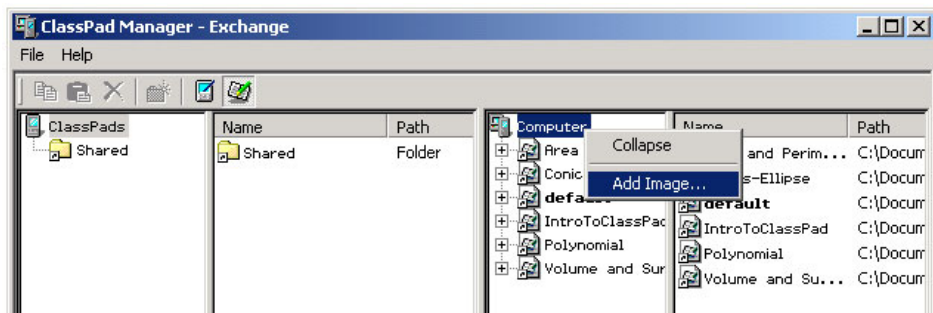 ClassPad Manager - Exchange
File Help
ClassPads
Shared
Name Path
Shared Folder
Computer
Area
Conic
default
IntroToClassPad
Polynomial
Volume and Sur
Collapse
Add Image...
Name Path
and Perim... C:\Docum
s-Ellipse C:\Docum
default C:\Docum
IntroToClassPad C:\Docum
Polynomial C:\Docum
Volume and Su... C:\Docum